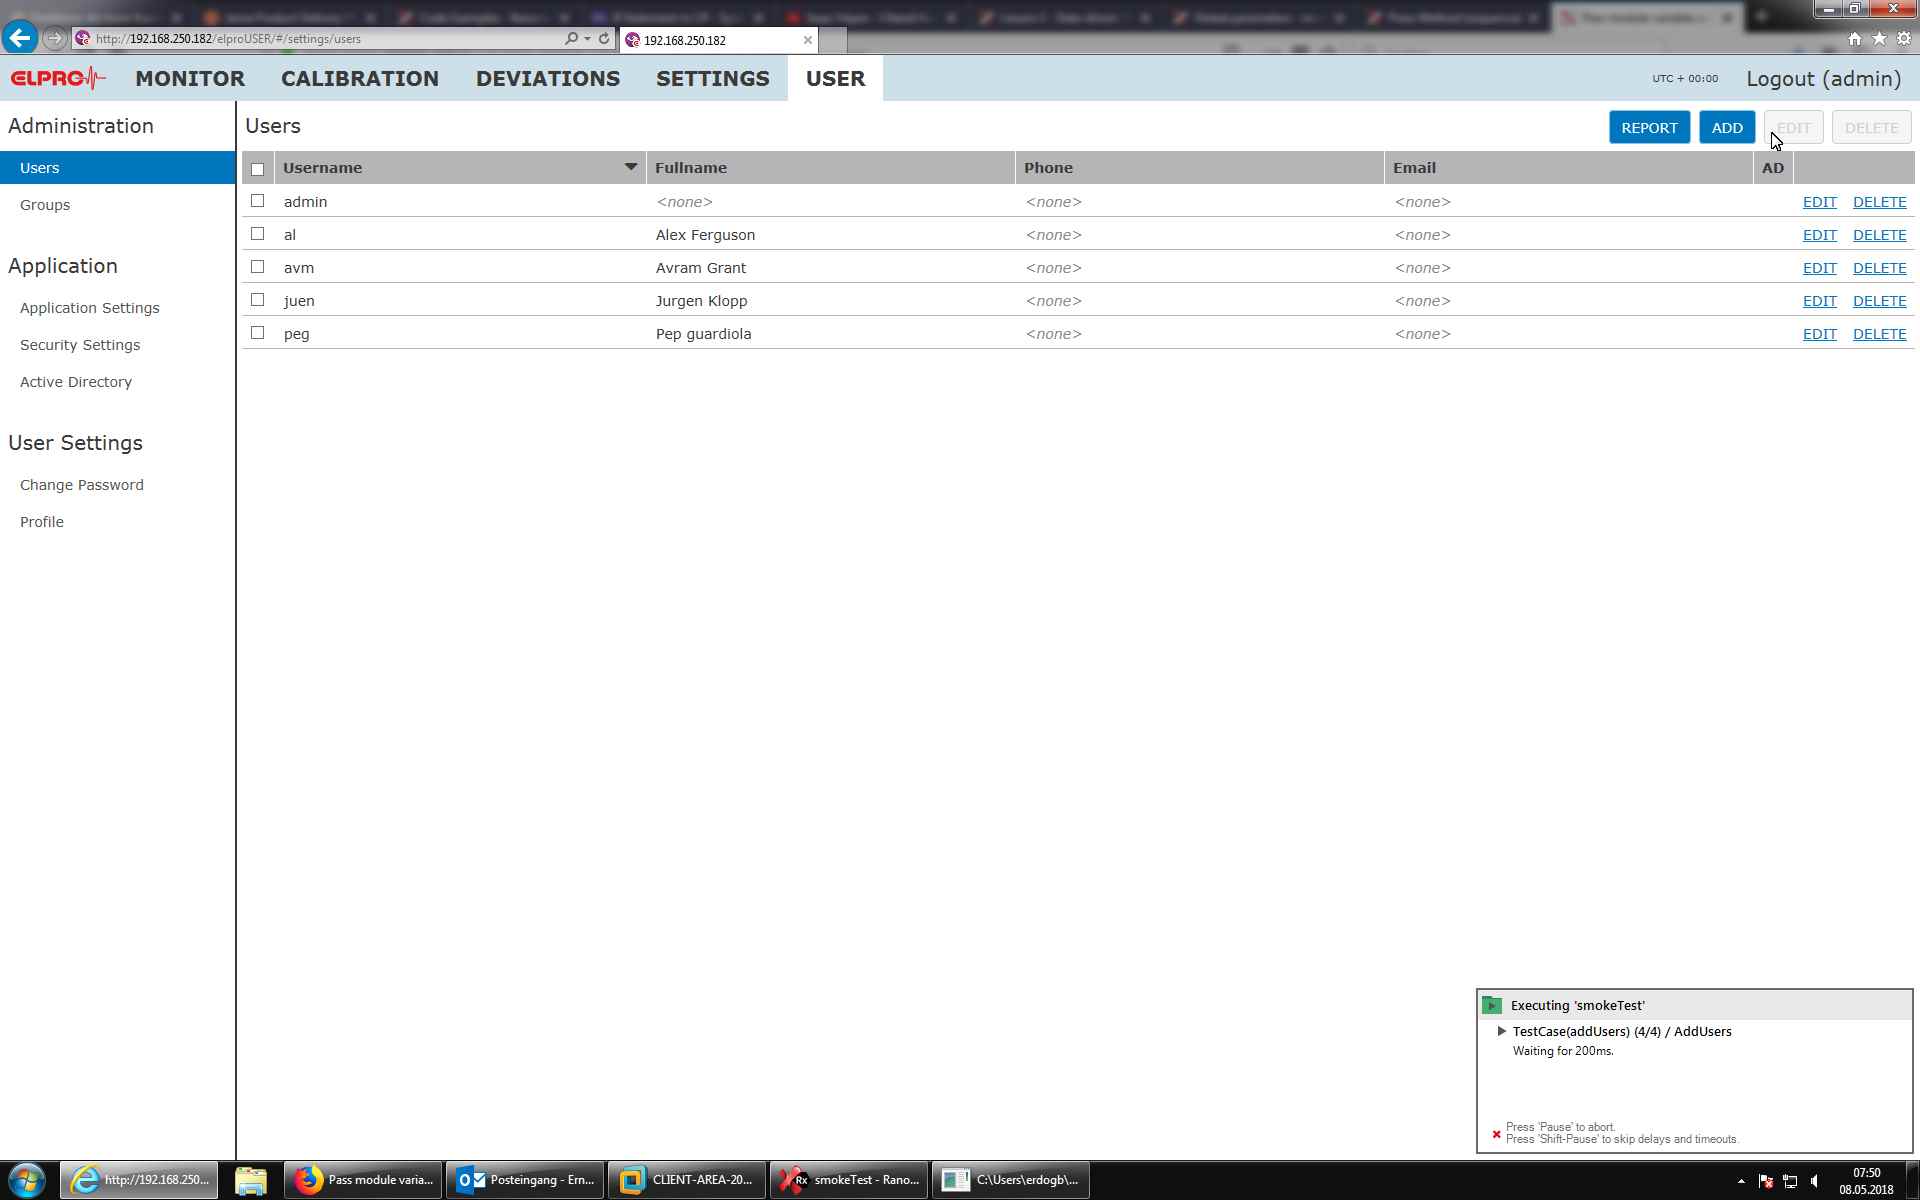 http://192.168.250.182/elproUSER/#/settings/users
192.168.250.182
ELPRO MONITOR CALIBRATION DEVIATIONS SETTINGS USER UTC + 00:00 Logout (admin)
Administration
Users
Groups
Application
Application Settings
Security Settings
Active Directory
User Settings
Change Password
Profile
Users REPORT ADD EDIT DELETE
Username Fullname Phone Email AD
admin <none> <none> <none> EDIT DELETE
al Alex Ferguson <none> <none> EDIT DELETE
avm Avram Grant <none> <none> EDIT DELETE
juen Jurgen Klopp <none> <none> EDIT DELETE
peg Pep guardiola <none> <none> EDIT DELETE
Executing 'smokeTest'
TestCase(addUsers) (4/4) / AddUsers
Waiting for 200ms.
Press 'Pause' to abort.
Press 'Shift-Pause' to skip delays and timeouts.
http://192.168.250... Pass module varia... Posteingang - Ern... CLIENT-AREA-20... Rx smokeTest - Rano... C:\Users\erdogb\...
07:50
08.05.2018